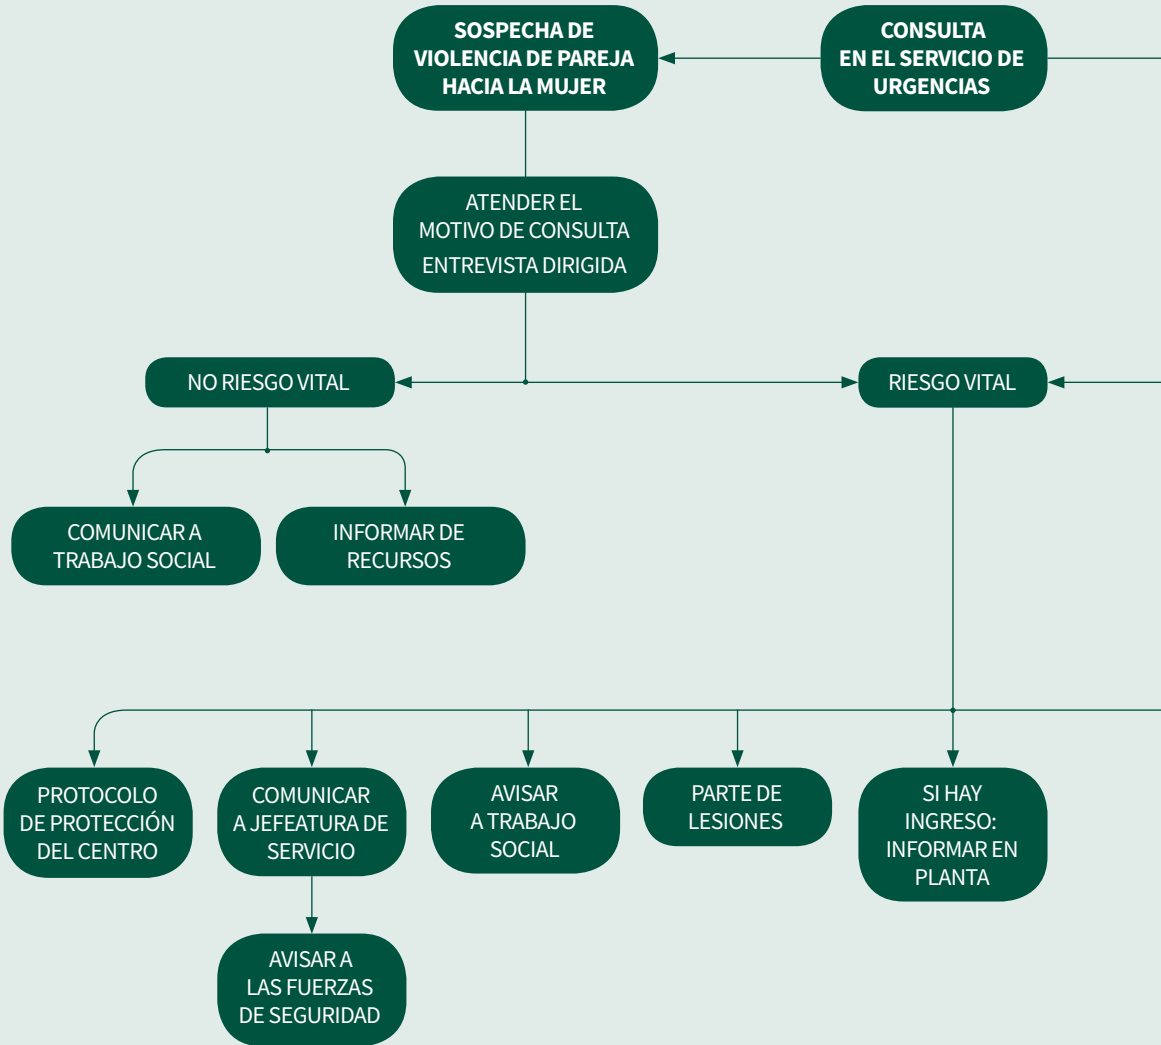 SOSPECHA DE
VIOLENCIA DE PAREJA
HACIA LA MUJER
CONSULTA
EN EL SERVICIO DE
URGENCIAS
ATENDER EL
MOTIVO DE CONSULTA
ENTREVISTA DIRIGIDA
NO RIESGO VITAL
RIESGO VITAL
COMUNICAR A
TRABAJO SOCIAL
INFORMAR DE
RECURSOS
PROTOCOLO
DE PROTECCIÓN
DEL CENTRO
COMUNICAR
A JEFEATURA DE
SERVICIO
AVISAR
A TRABAJO
SOCIAL
PARTE DE
LESIONES
SI HAY
INGRESO:
INFORMAR EN
PLANTA
AVISAR A
LAS FUERZAS
DE SEGURIDAD